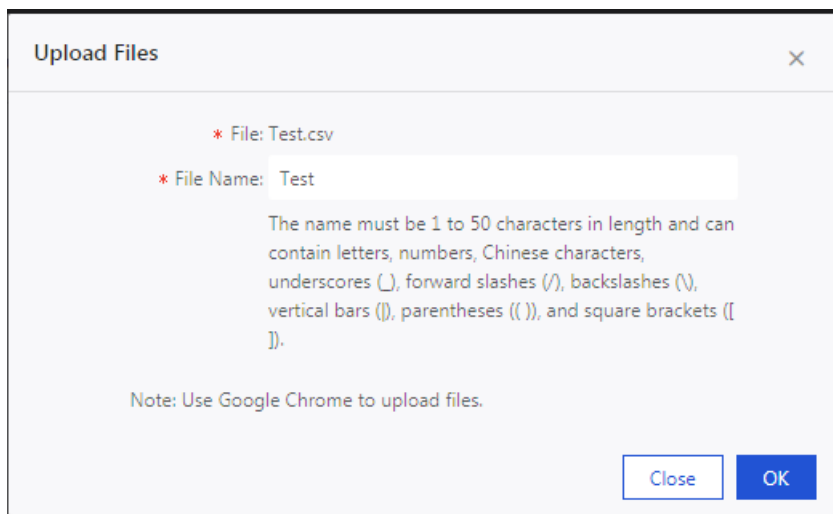 Upload Files
* File: Test.csv
* File Name: Test
The name must be 1 to 50 characters in length and can
contain letters, numbers, Chinese characters,
underscores (_), forward slashes (/), backslashes (\),
vertical bars (|), parentheses (( )), and square brackets ([
]).
Note: Use Google Chrome to upload files.
Close OK